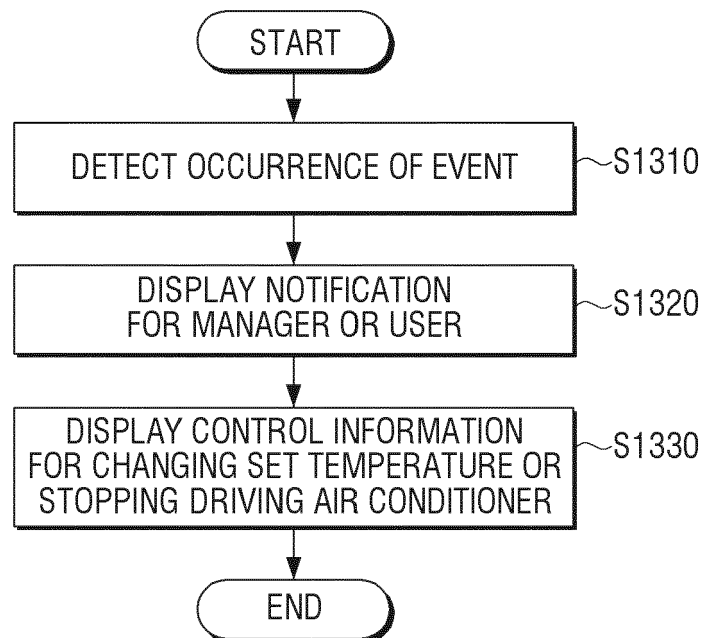 START
DETECT OCCURRENCE OF EVENT
S1310
DISPLAY NOTIFICATION
FOR MANAGER OR USER
S1320
DISPLAY CONTROL INFORMATION
FOR CHANGING SET TEMPERATURE OR
STOPPING DRIVING AIR CONDITIONER
S1330
END